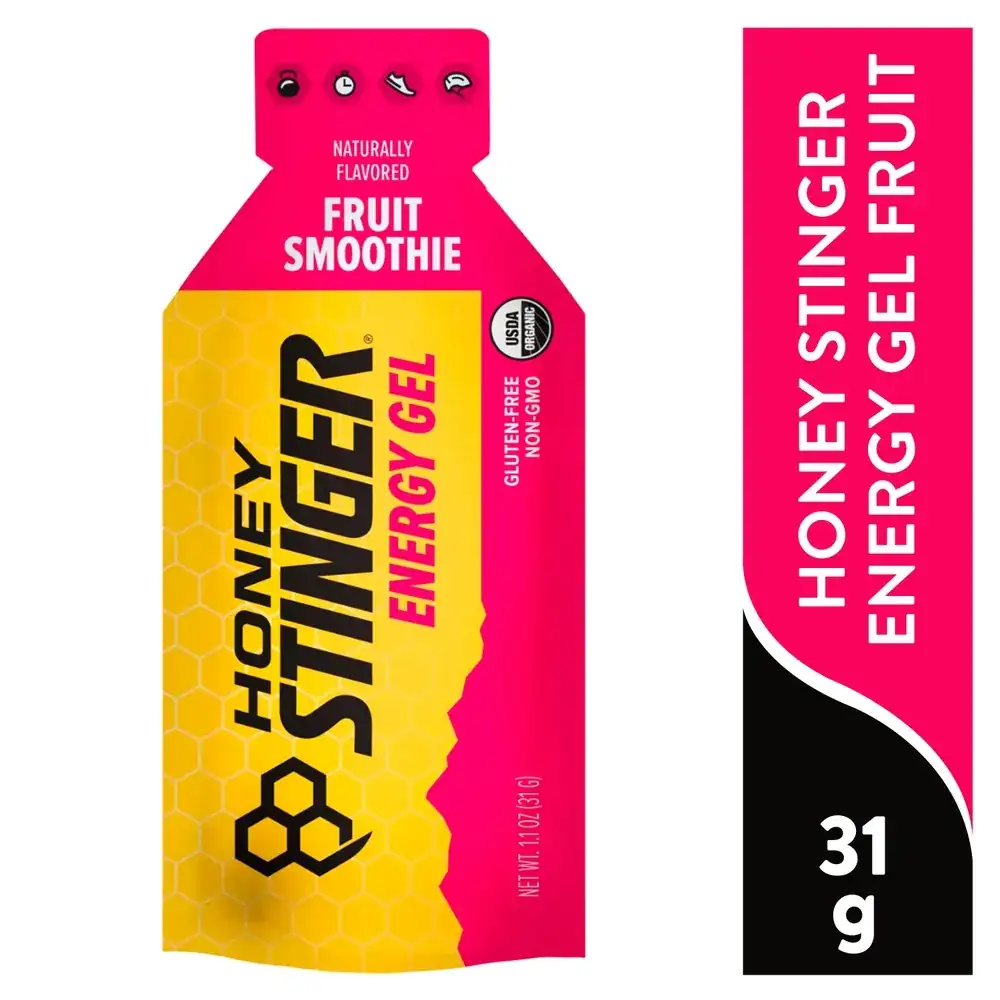 NATURALLY
FLAVORED
FRUIT
SMOOTHIE
HONEY
STINGER®
ENERGY GEL
USDA
ORGANIC
GLUTEN-FREE
NON-GMO
NET WT. 1.1 OZ (31 G)
HONEY STINGER
ENERGY GEL FRUIT
31
g